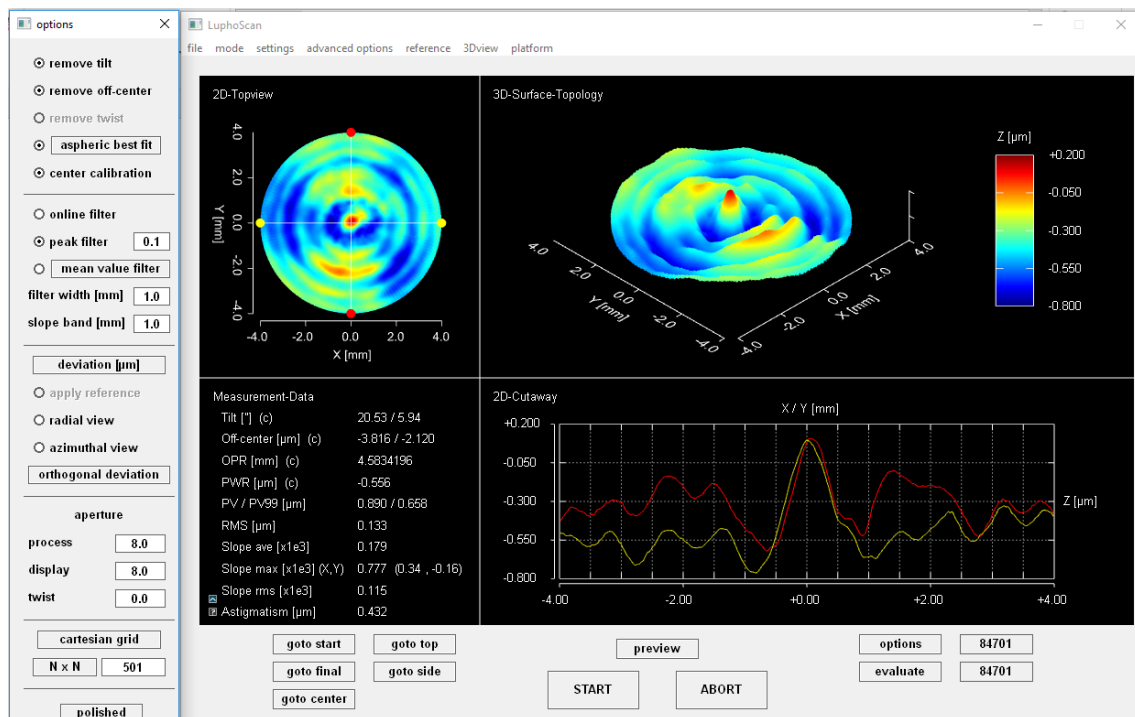 options
remove tilt
remove off-center
remove twist
aspheric best fit
center calibration
online filter
peak filter 0.1
mean value filter
filter width [mm] 1.0
slope band [mm] 1.0
deviation [µm]
apply reference
radial view
azimuthal view
orthogonal deviation
aperture
process 8.0
display 8.0
twist 0.0
cartesian grid
N x N 501
polished
LuphoScan
file mode settings advanced options reference 3Dview platform
2D-Topview
4.0
2.0
0.0
-2.0
-4.0
Y [mm]
-4.0 -2.0 0.0 2.0 4.0
X [mm]
3D-Surface-Topology
Z [µm]
+0.200
-0.050
-0.300
-0.550
-0.800
4.0 2.0 0.0 -2.0 -4.0
Y [mm]
-4.0 -2.0 0.0 2.0 4.0
X [mm]
Measurement-Data
Tilt ["] (c) 20.53 / 5.94
Off-center [µm] (c) -3.816 / -2.120
OPR [mm] (c) 4.5834196
PWR [µm] (c) -0.556
PV / PV99 [µm] 0.890 / 0.658
RMS [µm] 0.133
Slope ave [x1e3] 0.179
Slope max [x1e3] (X,Y) 0.777 (0.34 , -0.16)
Slope rms [x1e3] 0.115
Astigmatism [µm] 0.432
2D-Cutaway
X / Y [mm]
+0.200
-0.050
-0.300
-0.550
-0.800
Z [µm]
-4.00 -2.00 +0.00 +2.00 +4.00
goto start goto top
goto final goto side
goto center
preview
START ABORT
options 84701
evaluate 84701